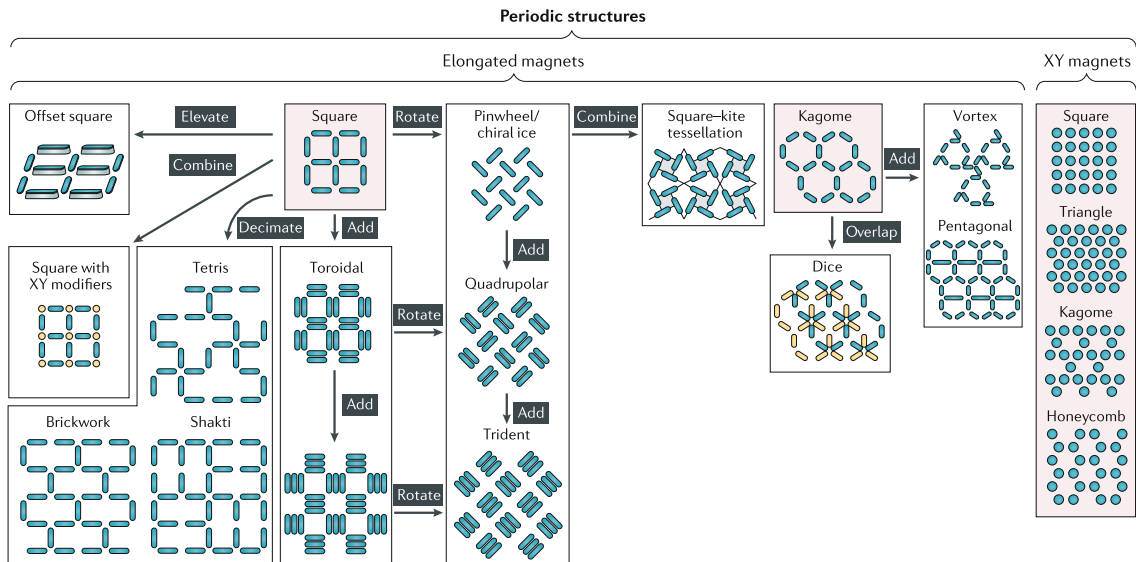 Periodic structures
Elongated magnets
XY magnets
Offset square
Elevate
Square
Rotate
Pinwheel/
chiral ice
Combine
Square–kite
tessellation
Kagome
Add
Vortex
Square
Combine
Decimate
Add
Add
Overlap
Pentagonal
Triangle
Square with
XY modifiers
Tetris
Toroidal
Rotate
Quadrupolar
Dice
Kagome
Add
Add
Brickwork
Shakti
Trident
Honeycomb
Rotate